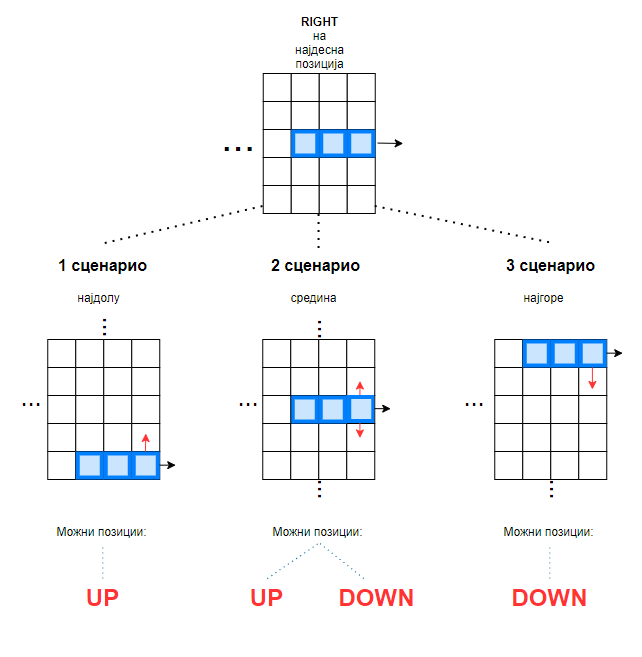 RIGHT
на
најдесна
позиција
...
1 сценарио
2 сценарио
3 сценарио
најдолу
средина
најгоре
...
...
...
Можни позиции:
Можни позиции:
Можни позиции:
UP
UP
DOWN
DOWN